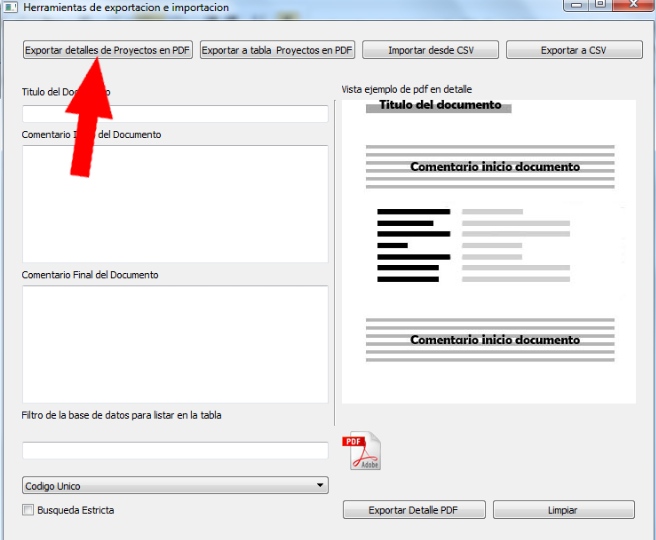 Herramientas de exportacion e importacion
Exportar detalles de Proyectos en PDF
Exportar a tabla Proyectos en PDF
Importar desde CSV
Exportar a CSV
Titulo del Documento
Vista ejemplo de pdf en detalle
Titulo del documento
Comentario del Documento
Comentario inicio documento
Comentario Final del Documento
Comentario inicio documento
Filtro de la base de datos para listar en la tabla
PDF
Adobe
Codigo Unico
Busqueda Estricta
Exportar Detalle PDF
Limpiar